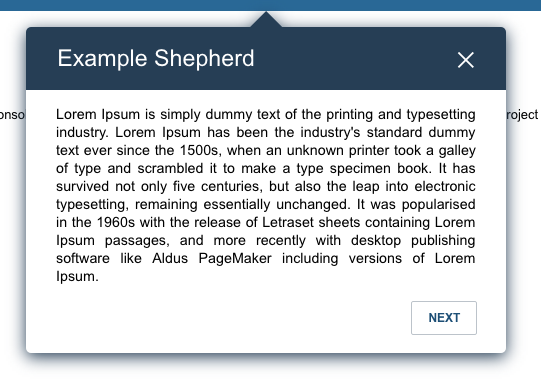 Example Shepherd
onso
roject
Lorem Ipsum is simply dummy text of the printing and typesetting
industry. Lorem Ipsum has been the industry's standard dummy
text ever since the 1500s, when an unknown printer took a galley
of type and scrambled it to make a type specimen book. It has
survived not only five centuries, but also the leap into electronic
typesetting, remaining essentially unchanged. It was popularised
in the 1960s with the release of Letraset sheets containing Lorem
Ipsum passages, and more recently with desktop publishing
software like Aldus PageMaker including versions of Lorem
Ipsum.
NEXT